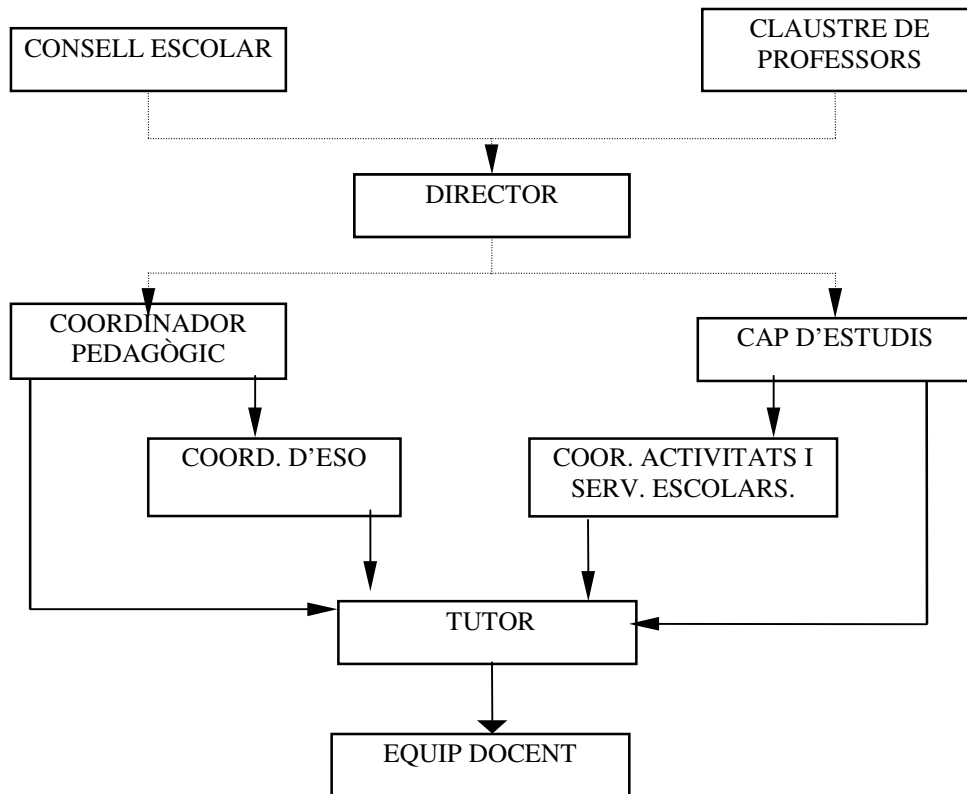 CONSELL ESCOLAR
CLAUSTRE DE
PROFESSORS
DIRECTOR
COORDINADOR
PEDAGÒGIC
CAP D’ESTUDIS
COORD. D’ESO
COOR. ACTIVITATS I
SERV. ESCOLARS.
TUTOR
EQUIP DOCENT